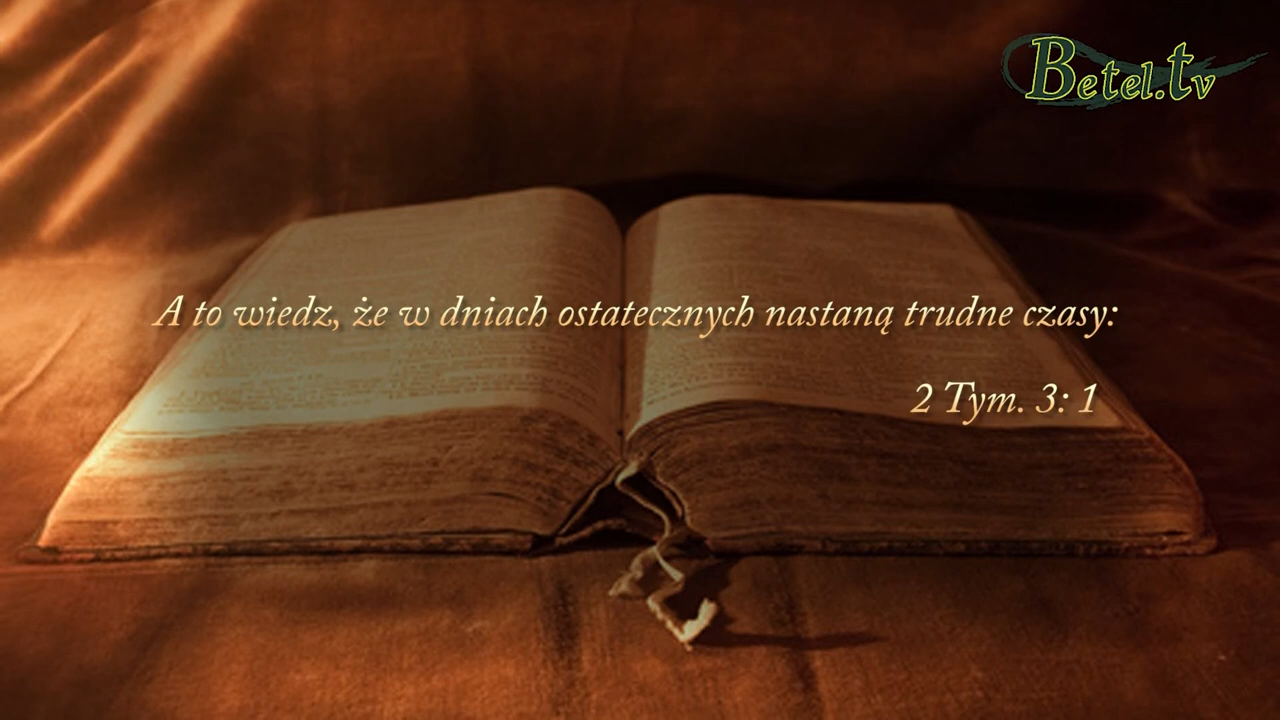 Betel.tv
A to wiedz, że w dniach ostatecznych nastaną trudne czasy:
2 Tym. 3: 1